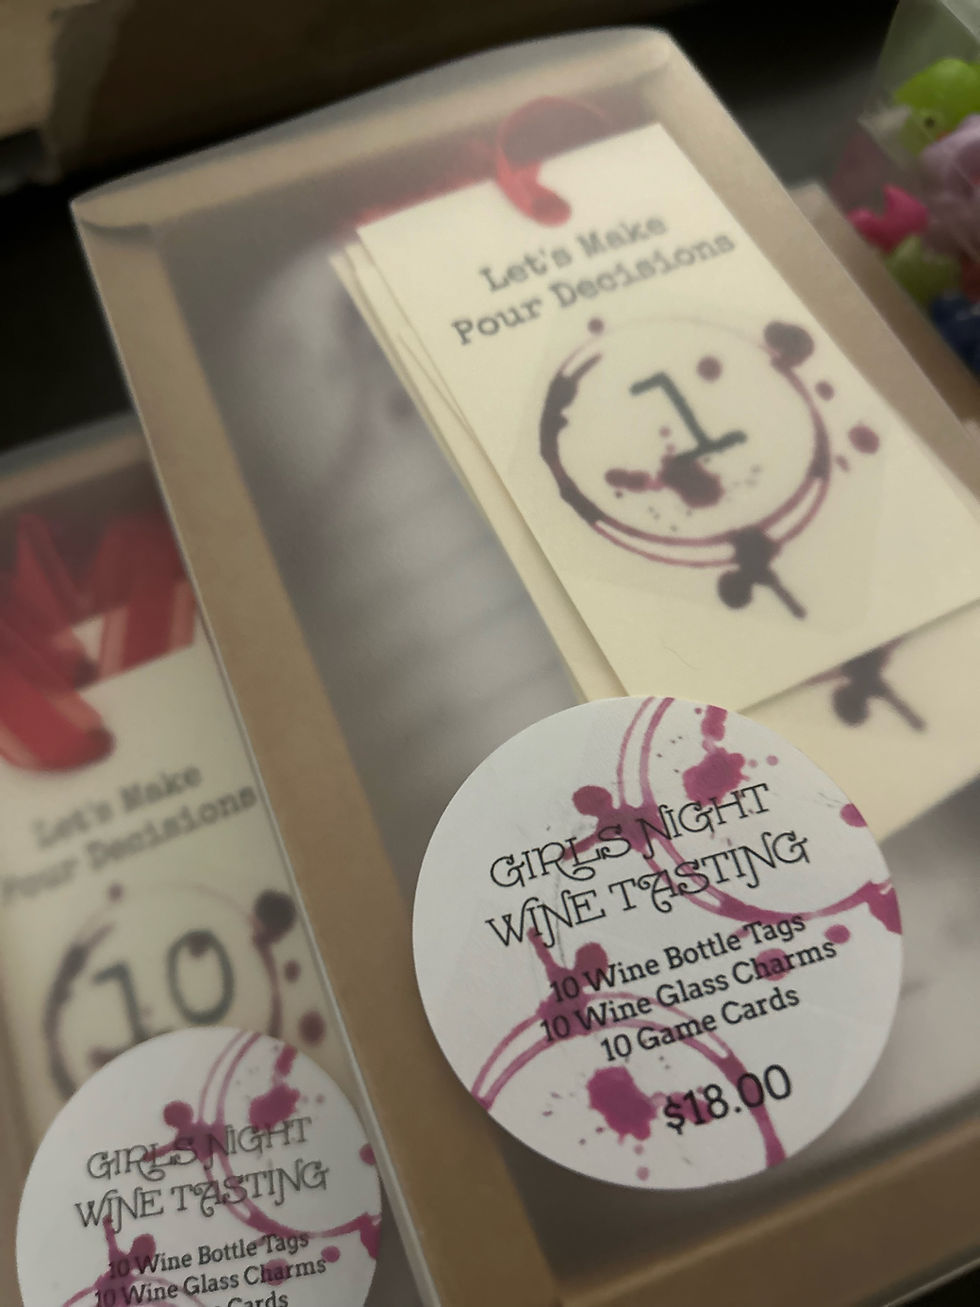 Let's Make
Pour Decisions
1
GIRLS NIGHT
WINE TASTING
10 Wine Bottle Tags
10 Wine Glass Charms
10 Game Cards
$18.00
Let's Make
Pour Decisions
10
GIRLS NIGHT
WINE TASTING
10 Wine Bottle Tags
10 Wine Glass Charms
Cards